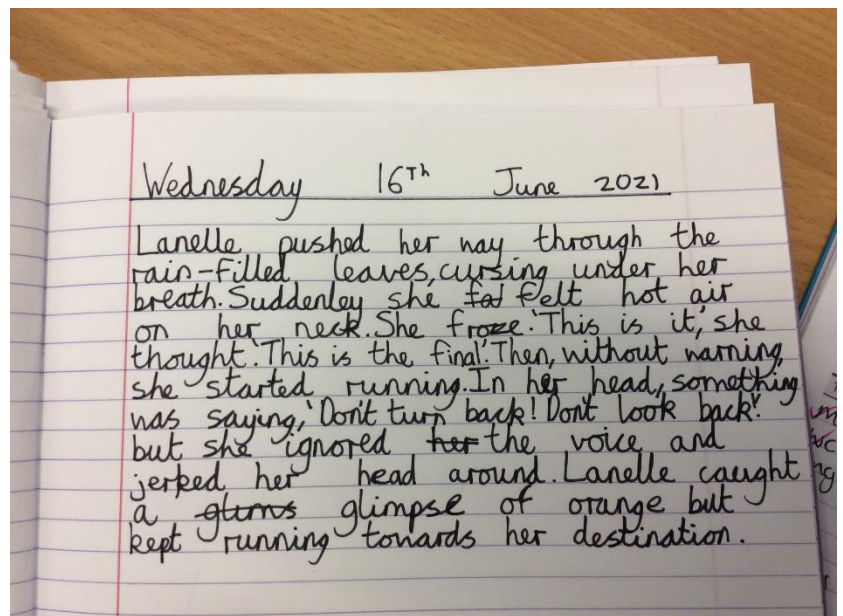 Wednesday 16Th June 2021
Lanelle pushed her way through the
rain-filled leaves, cursing under her
breath. Suddenley she fal felt hot air
on her neck. She froze. 'This is it,' she
thought. 'This is the final.' Then, without warning,
she started running. In her head, something
was saying, 'Don't turn back! Don't look back!'
but she ignored her the voice and
jerked her head around. Lanelle caught
a glims glimpse of orange but
kept running towards her destination.